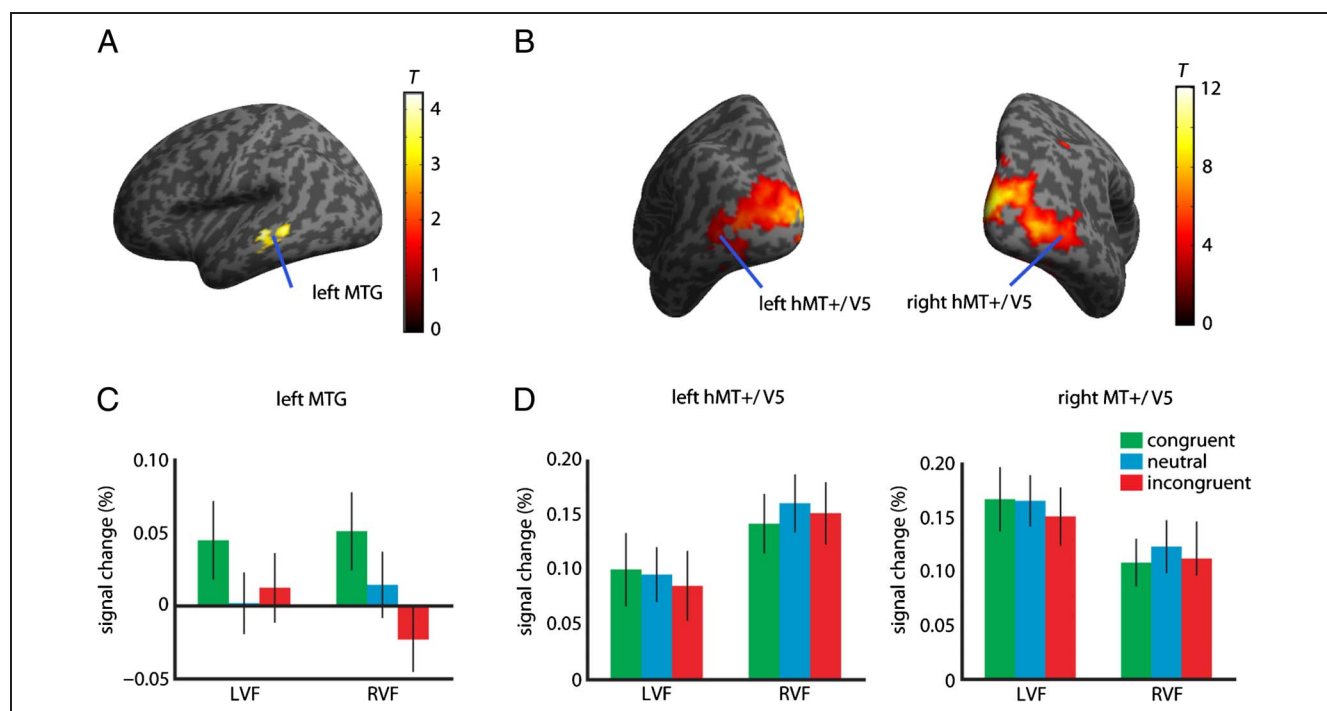 A
B
T
4
3
2
1
0
left MTG
T
12
8
4
0
left hMT+/V5
right hMT+/V5
C
left MTG
signal change (%)
0.10
0.05
0
−0.05
LVF
RVF
D
left hMT+/V5
signal change (%)
0.20
0.15
0.10
0.05
0
LVF
RVF
right MT+/V5
congruent
neutral
incongruent
signal change (%)
0.20
0.15
0.10
0.05
0
LVF
RVF